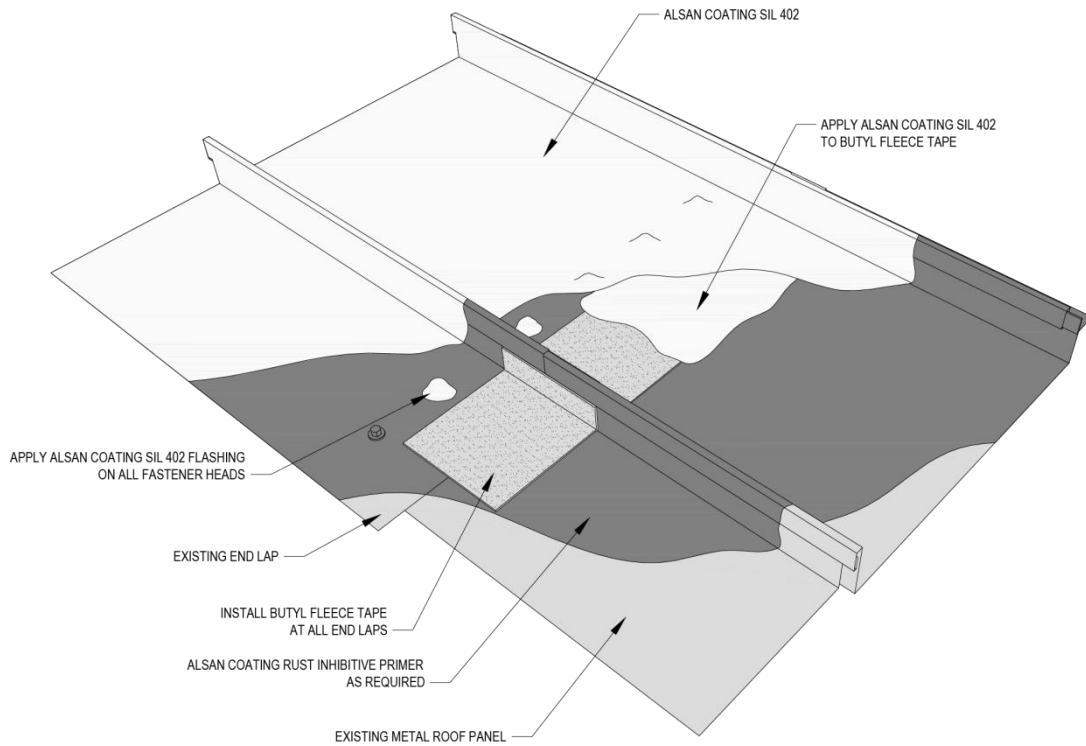 ALSAN COATING SIL 402
APPLY ALSAN COATING SIL 402
TO BUTYL FLEECE TAPE
APPLY ALSAN COATING SIL 402 FLASHING
ON ALL FASTENER HEADS
EXISTING END LAP
INSTALL BUTYL FLEECE TAPE
AT ALL END LAPS
ALSAN COATING RUST INHIBITIVE PRIMER
AS REQUIRED
EXISTING METAL ROOF PANEL